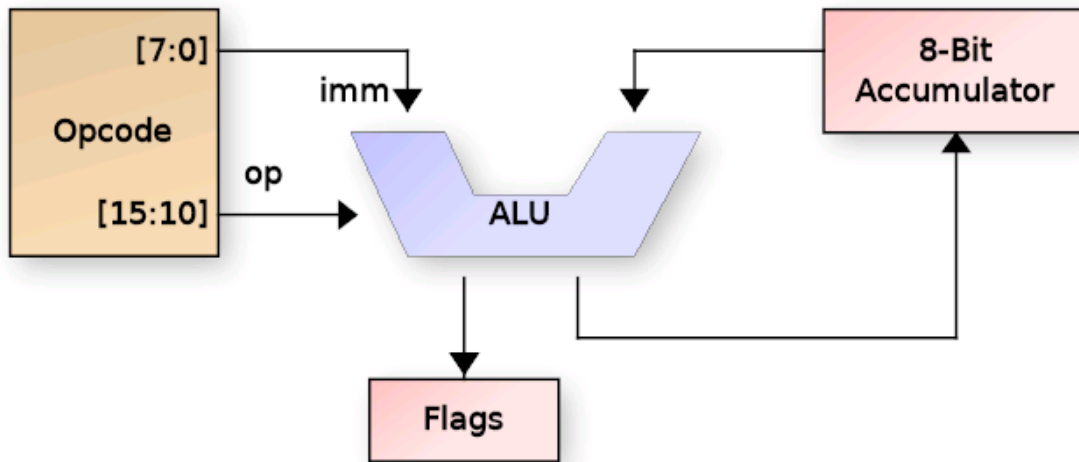 [7:0]
imm
8-Bit
Accumulator
Opcode
op
[15:10]
ALU
Flags